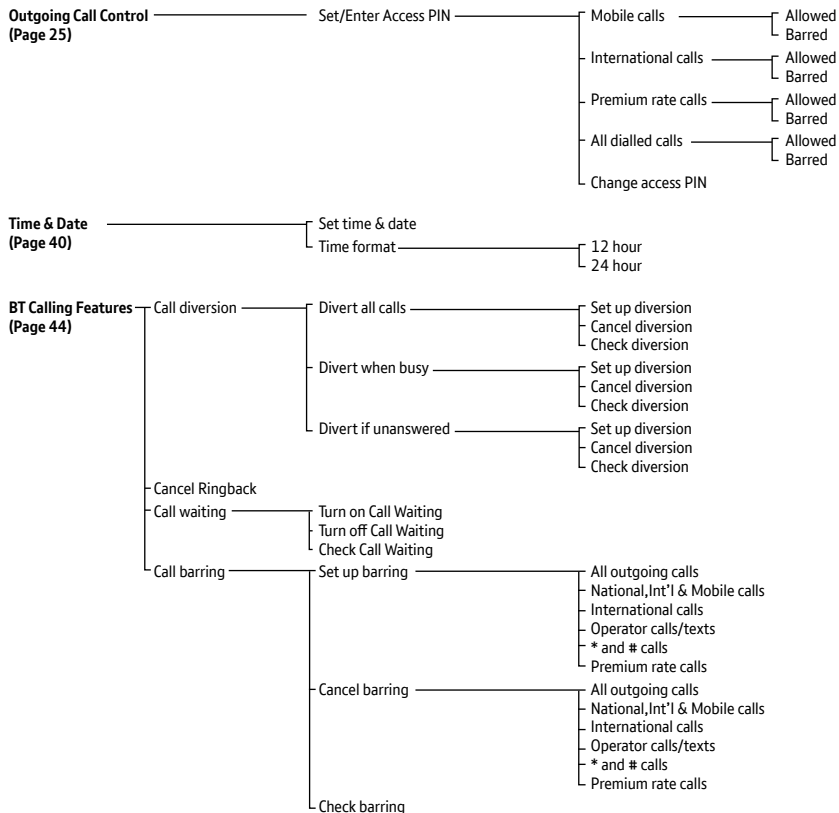 Outgoing Call Control Set/Enter Access PIN Mobile calls Allowed
(Page 25) Barred
International calls Allowed
Barred
Premium rate calls Allowed
Barred
All dialled calls Allowed
Barred
Change access PIN
Time & Date Set time & date
(Page 40) Time format 12 hour
24 hour
BT Calling Features Call diversion Divert all calls Set up diversion
(Page 44) Cancel diversion
Check diversion
Divert when busy Set up diversion
Cancel diversion
Check diversion
Divert if unanswered Set up diversion
Cancel diversion
Check diversion
Cancel Ringback
Call waiting Turn on Call Waiting
Turn off Call Waiting
Check Call Waiting
Call barring Set up barring All outgoing calls
National,Int'l & Mobile calls
International calls
Operator calls/texts
* and # calls
Premium rate calls
Cancel barring All outgoing calls
National,Int'l & Mobile calls
International calls
Operator calls/texts
* and # calls
Premium rate calls
Check barring